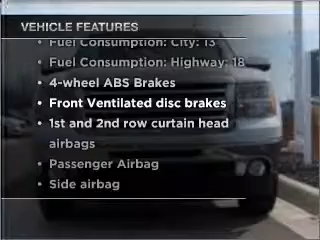 VEHICLE FEATURES
• Fuel Consumption: City: 13
• Fuel Consumption: Highway: 18
• 4-wheel ABS Brakes
• Front Ventilated disc brakes
• 1st and 2nd row curtain head
airbags
• Passenger Airbag
• Side airbag